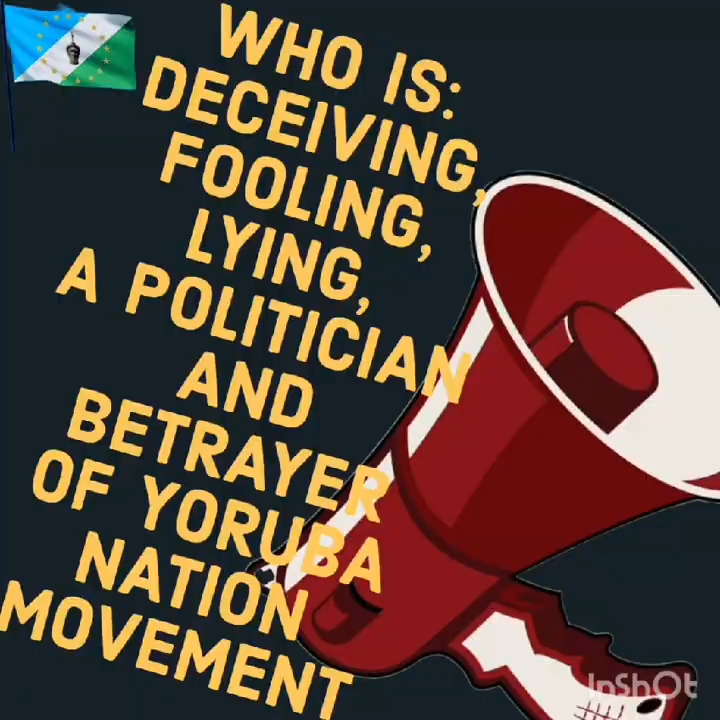 WHO IS:
DECEIVING,
FOOLING,
LYING,
A POLITICIAN
AND
BETRAYER
OF YORUBA
NATION
MOVEMENT
InShOt